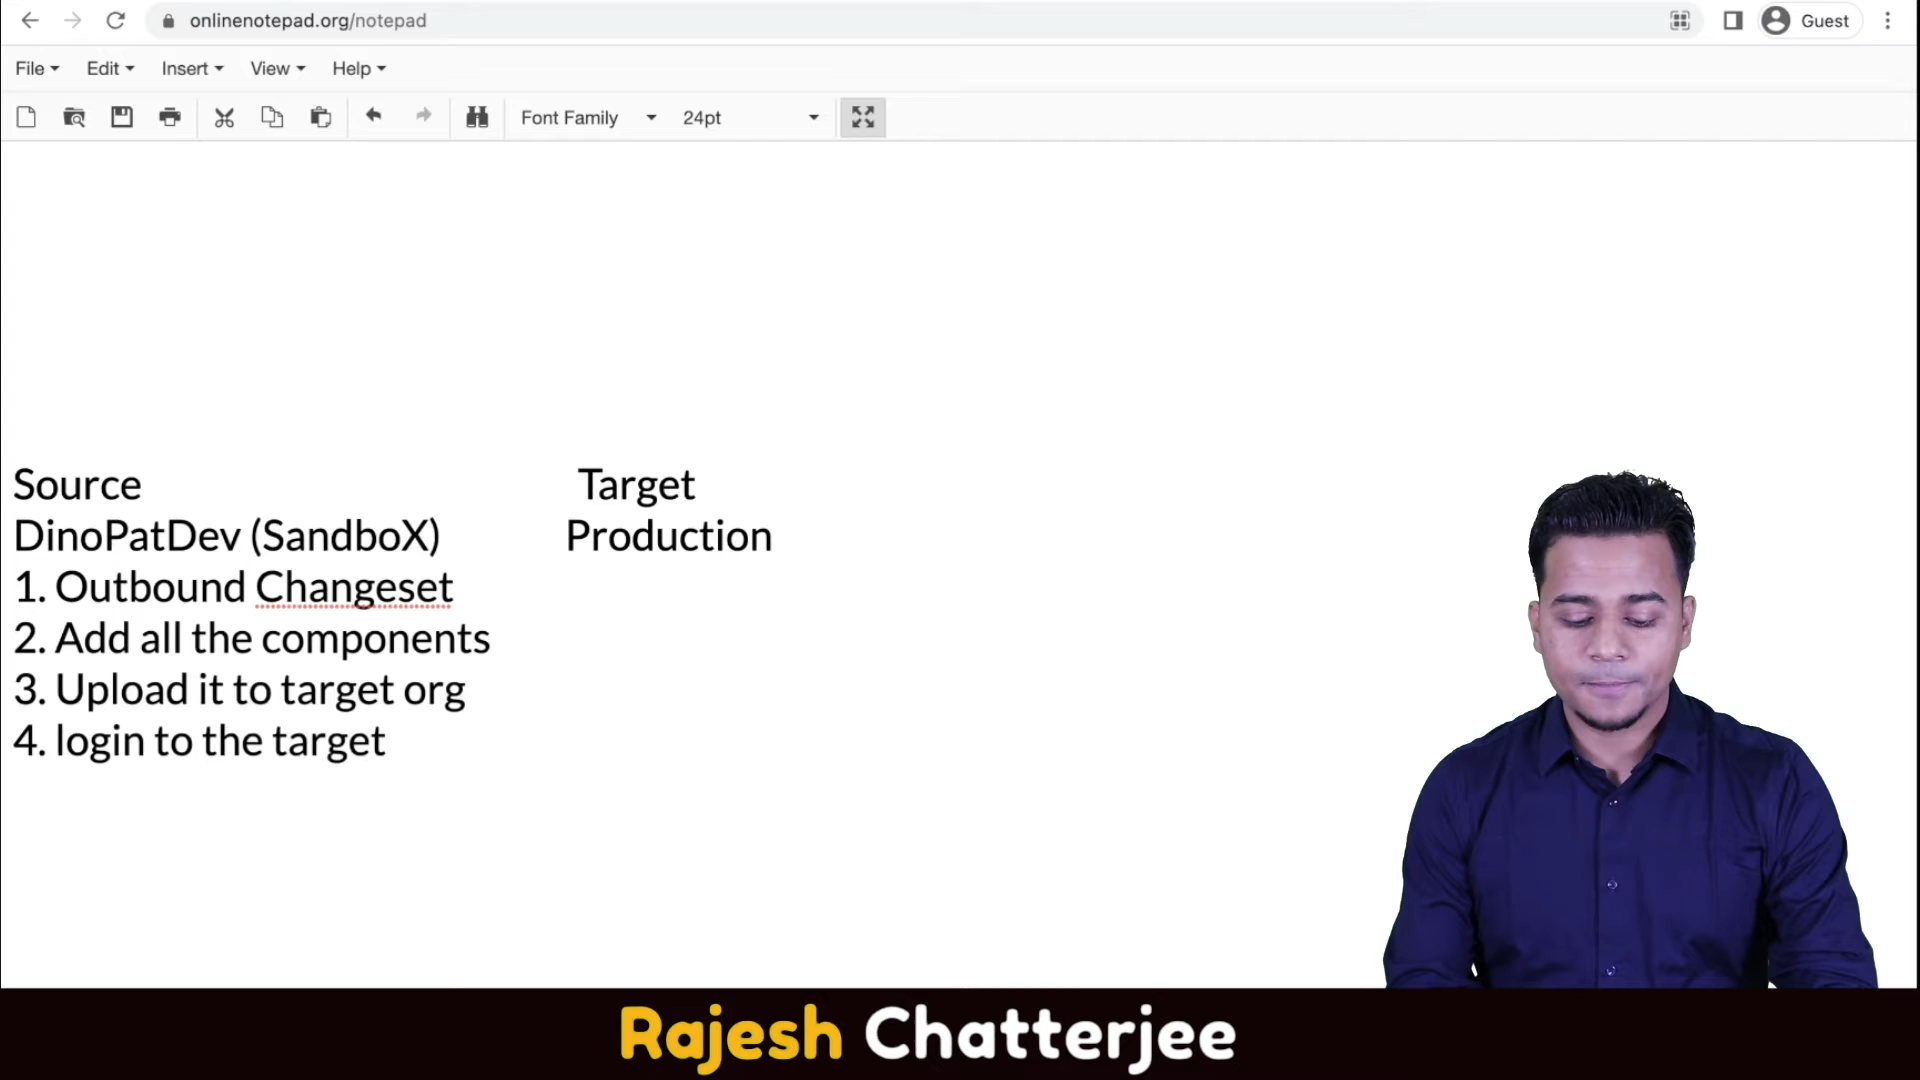 onlinenotepad.org/notepad
Guest
File Edit Insert View Help
Font Family 24pt
Source Target
DinoPatDev (SandboX) Production
1. Outbound Changeset
2. Add all the components
3. Upload it to target org
4. login to the target
Rajesh Chatterjee